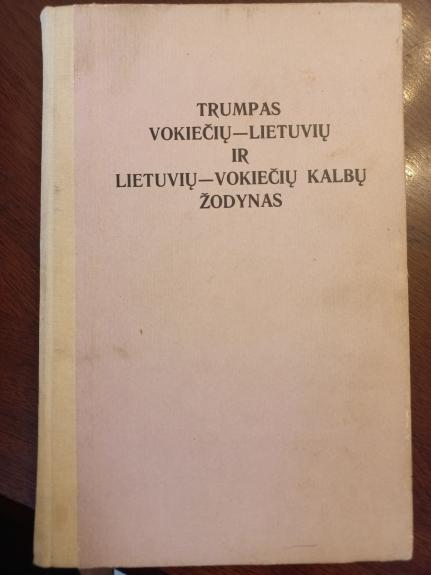 TRUMPAS
VOKIEČIŲ—LIETUVIŲ
IR
LIETUVIŲ—VOKIEČIŲ KALBŲ
ŽODYNAS